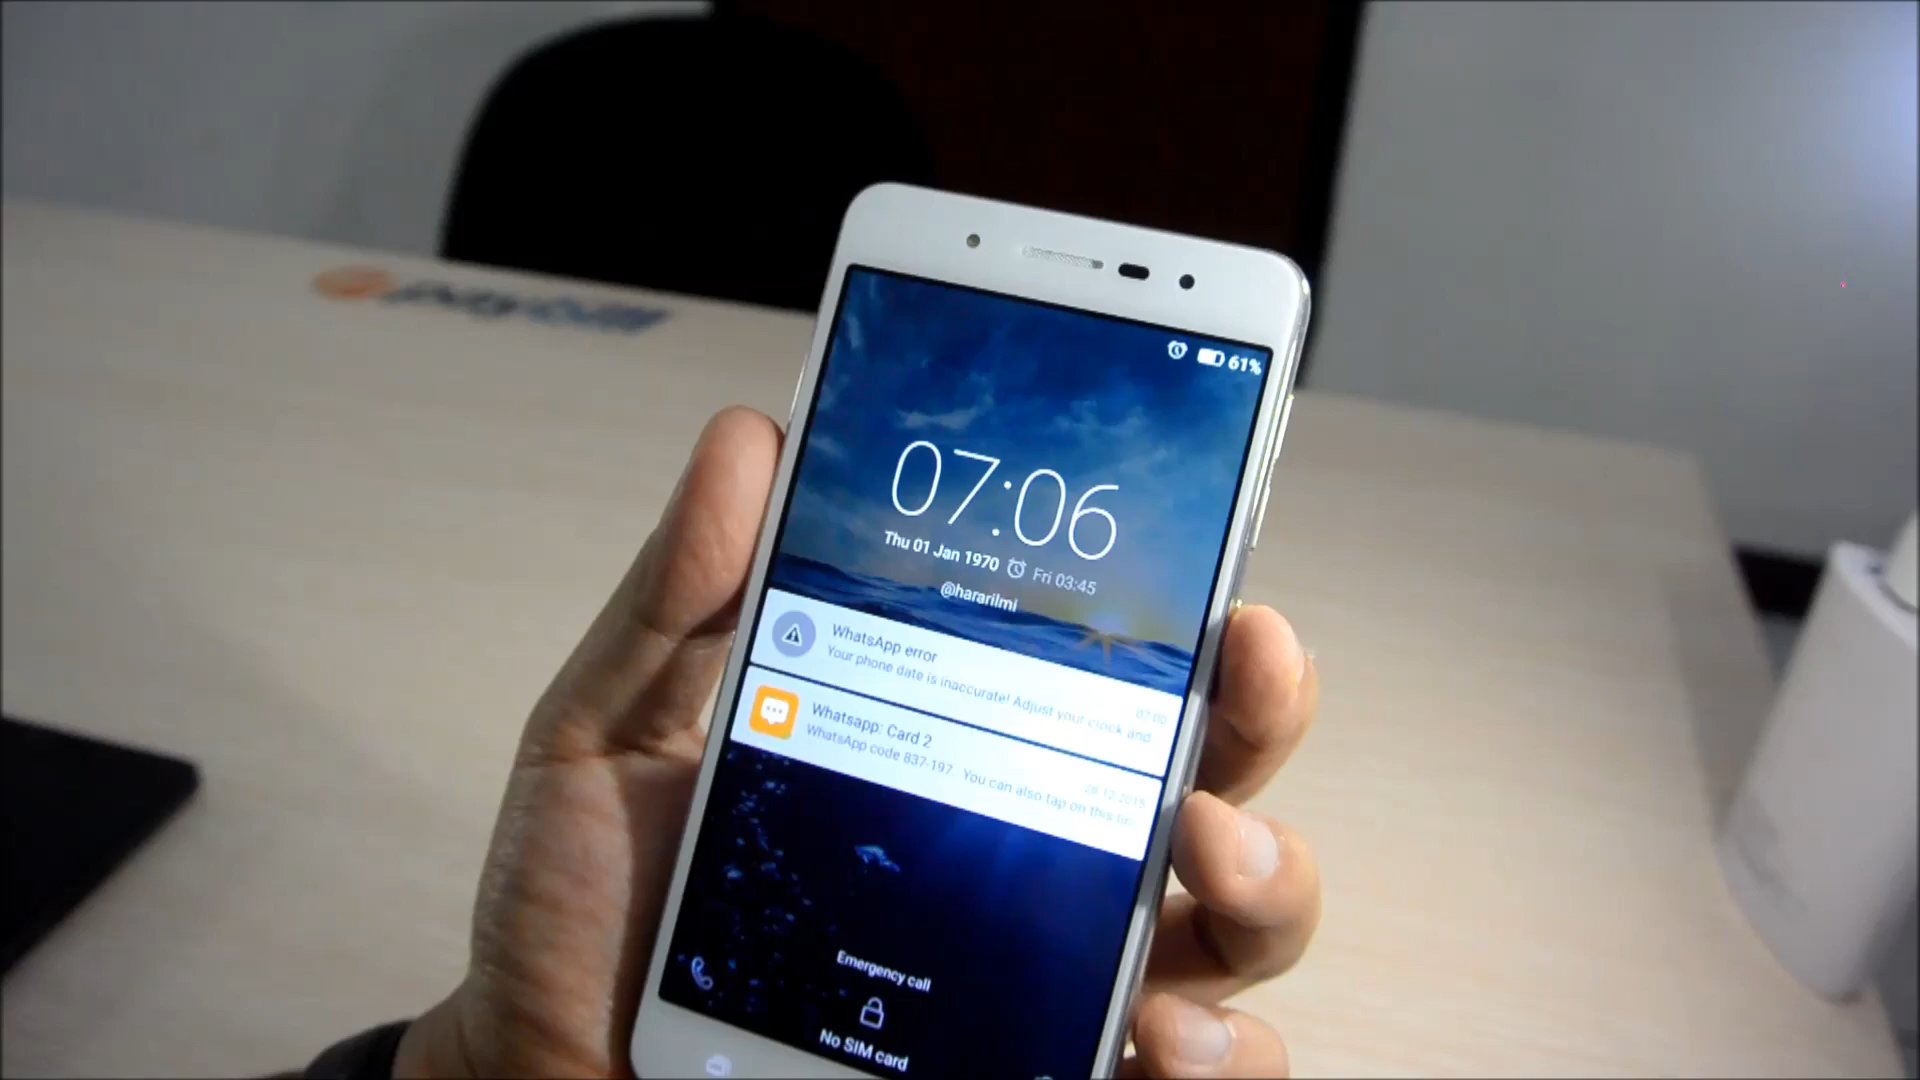 paybill
61%
07:06
Thu 01 Jan 1970 Fri 03:45
@hararilmi
WhatsApp error
07:00
Your phone date is inaccurate! Adjust your clock and
Whatsapp: Card 2
28.12.2015
WhatsApp code 837-197 You can also tap on this
Emergency call
No SIM card